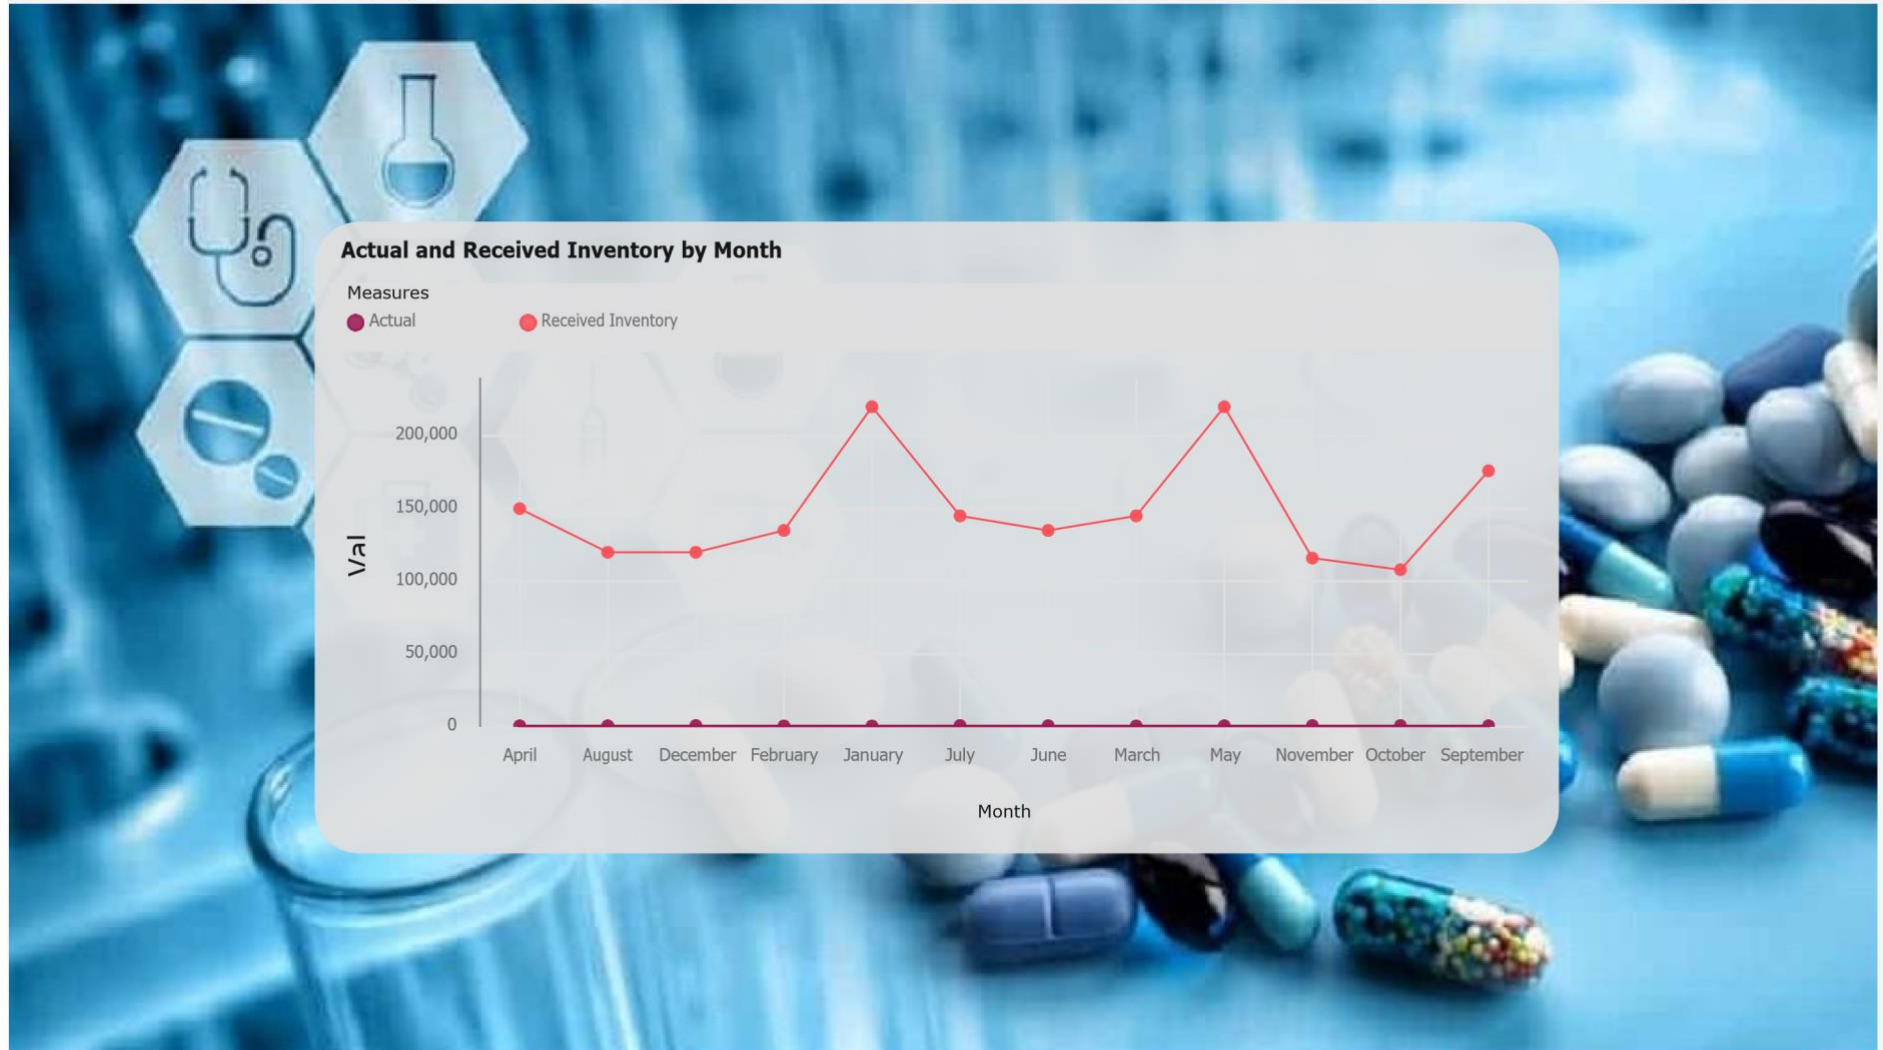 Actual and Received Inventory by Month
Measures
Actual Received Inventory
200,000
150,000
100,000
50,000
0
Val
April August December February January July June March May November October September
Month